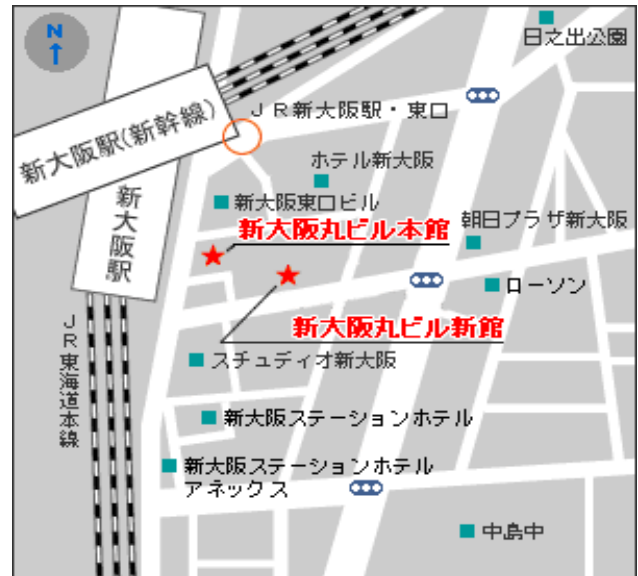 N
日之出公園
JR新大阪駅・東口
新大阪駅(新幹線)
ホテル新大阪
新大阪駅
新大阪東口ビル
新大阪丸ビル本館
朝日プラザ新大阪
ローソン
新大阪丸ビル新館
JR東海道本線
スチュディオ新大阪
新大阪ステーションホテル
新大阪ステーションホテル
アネックス
中島中